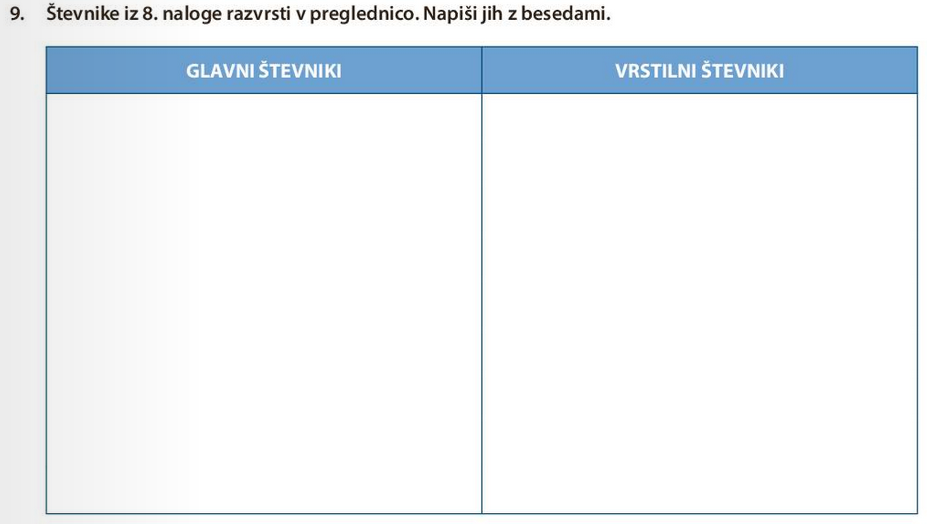 9. Števnike iz 8. naloge razvrsti v preglednico. Napiši jih z besedami.
GLAVNI ŠTEVNIKI
VRSTILNI ŠTEVNIKI